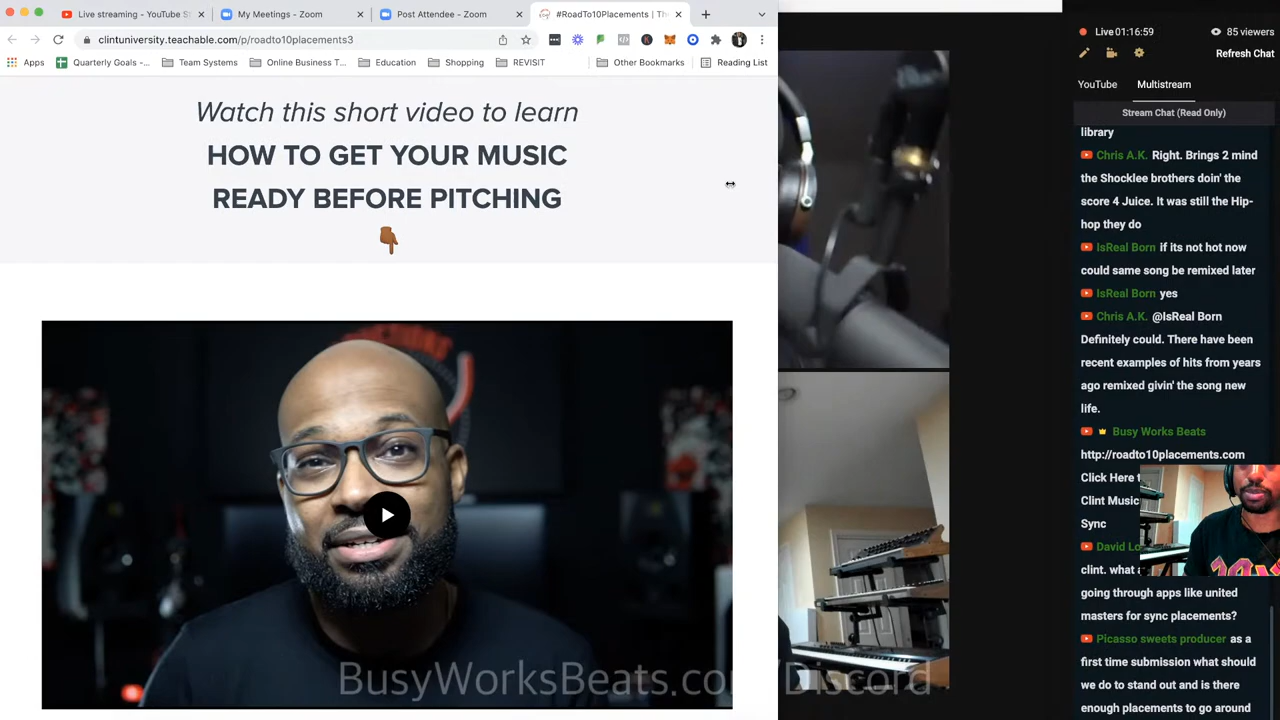 Live streaming - YouTube S
My Meetings - Zoom
Post Attendee - Zoom
#RoadTo10Placements | Th
clintuniversity.teachable.com/p/roadto10placements3
Apps
Quarterly Goals -...
Team Systems
Online Business T...
Education
Shopping
REVISIT
Other Bookmarks
Reading List
Watch this short video to learn
HOW TO GET YOUR MUSIC
READY BEFORE PITCHING
BusyWorksBeats.co
/Discord
Live 01:16:59
85 viewers
Refresh Chat
YouTube
Multistream
Stream Chat (Read Only)
library
Chris A.K. Right. Brings 2 mind
the Shocklee brothers doin' the
score 4 Juice. It was still the Hip-
hop they do
IsReal Born if its not hot now
could same song be remixed later
IsReal Born yes
Chris A.K. @IsReal Born
Definitely could. There have been
recent examples of hits from years
ago remixed givin' the song new
life.
Busy Works Beats
http://roadto10placements.com
Click Here
Clint Music
Sync
David Lo
clint. what
going through apps like united
masters for sync placements?
Picasso sweets producer as a
first time submission what should
we do to stand out and is there
enough placements to go around